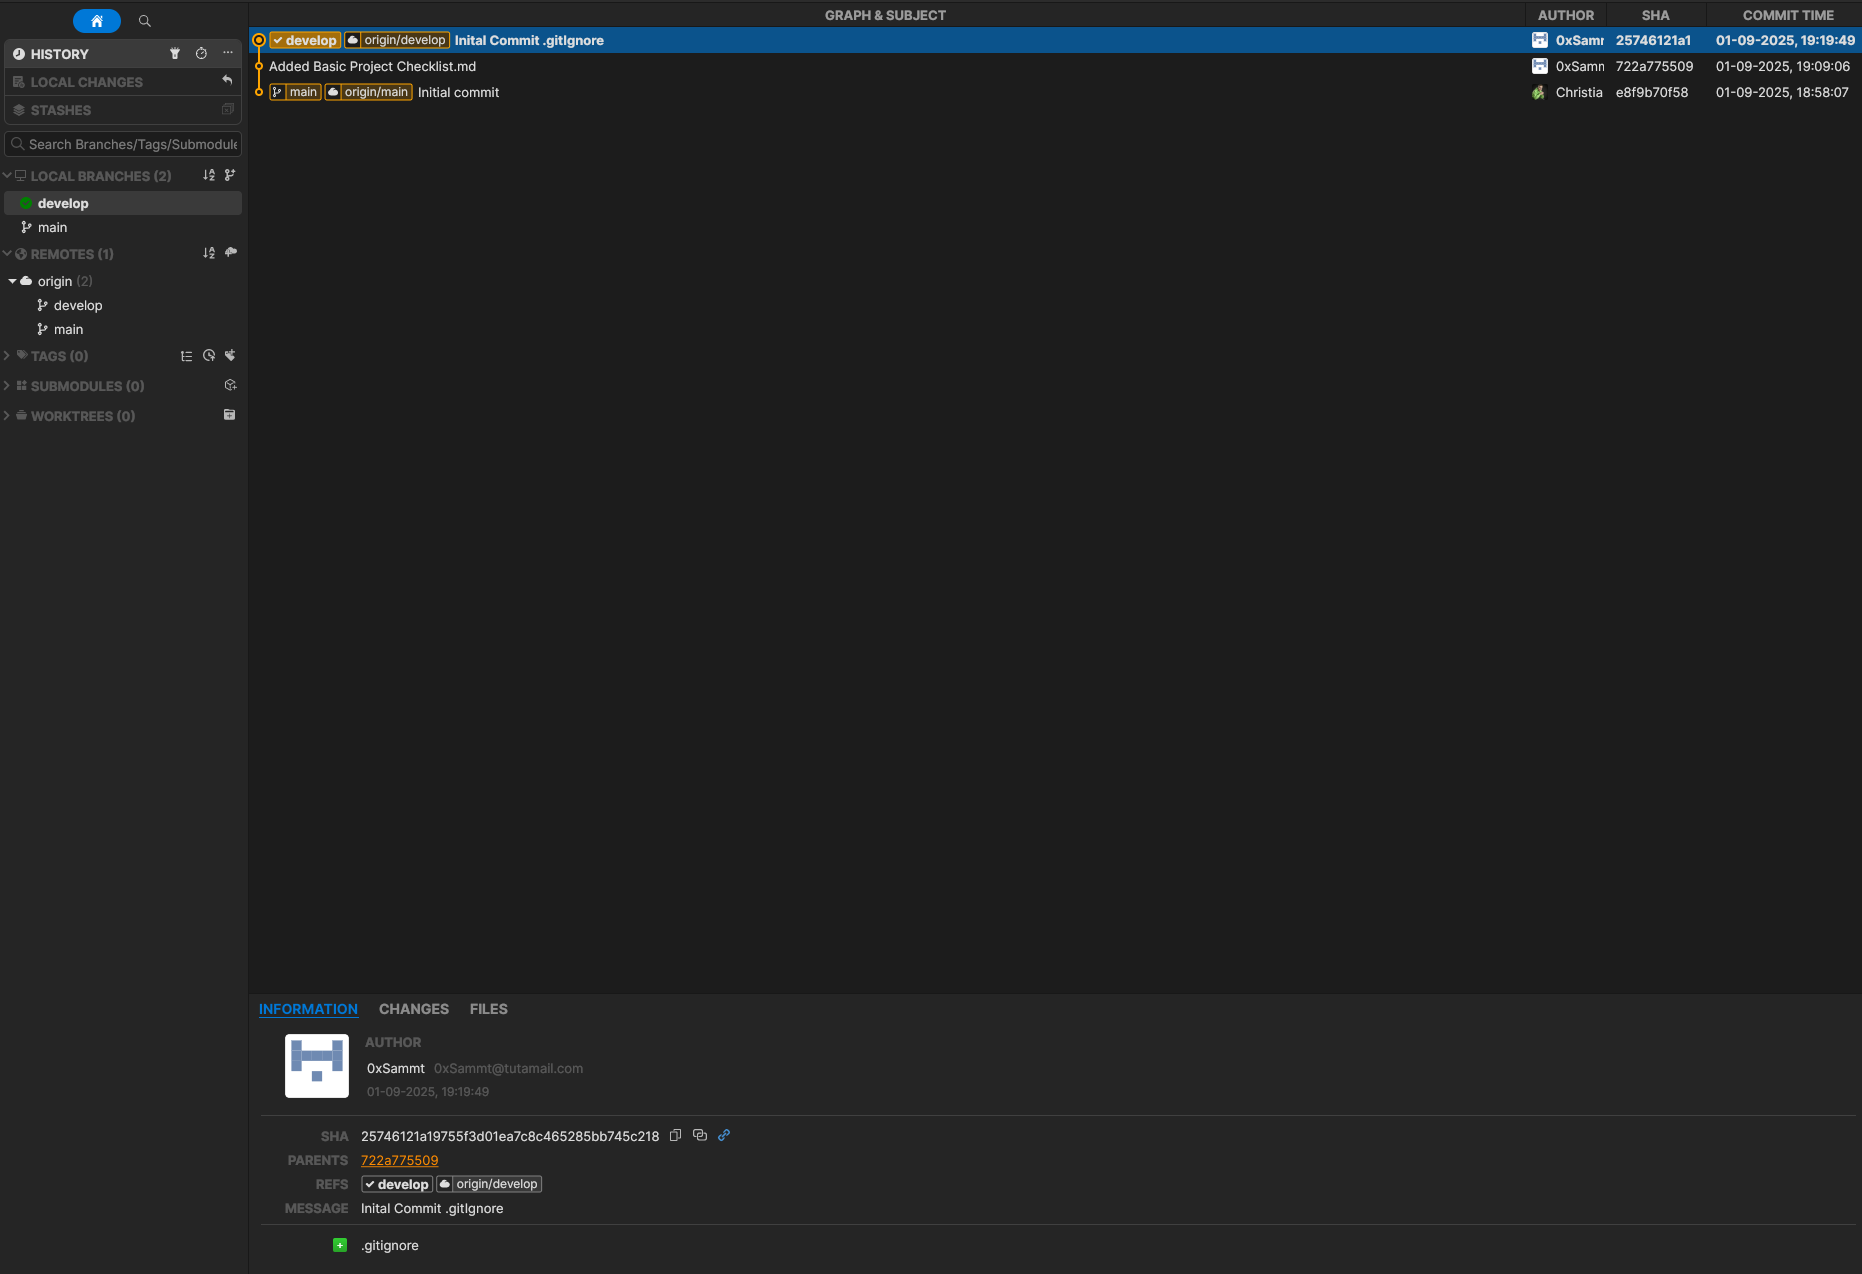 GRAPH & SUBJECT AUTHOR SHA COMMIT TIME
HISTORY
LOCAL CHANGES
STASHES
Search Branches/Tags/Submodule
LOCAL BRANCHES (2)
develop
main
REMOTES (1)
origin (2)
develop
main
TAGS (0)
SUBMODULES (0)
WORKTREES (0)
develop origin/develop Inital Commit .gitIgnore 0xSamr 25746121a1 01-09-2025, 19:19:49
Added Basic Project Checklist.md 0xSamn 722a775509 01-09-2025, 19:09:06
main origin/main Initial commit Christia e8f9b70f58 01-09-2025, 18:58:07
INFORMATION CHANGES FILES
AUTHOR
0xSammt 0xSammt@tutamail.com
01-09-2025, 19:19:49
SHA 25746121a19755f3d01ea7c8c465285bb745c218
PARENTS 722a775509
REFS develop origin/develop
MESSAGE Inital Commit .gitIgnore
.gitignore